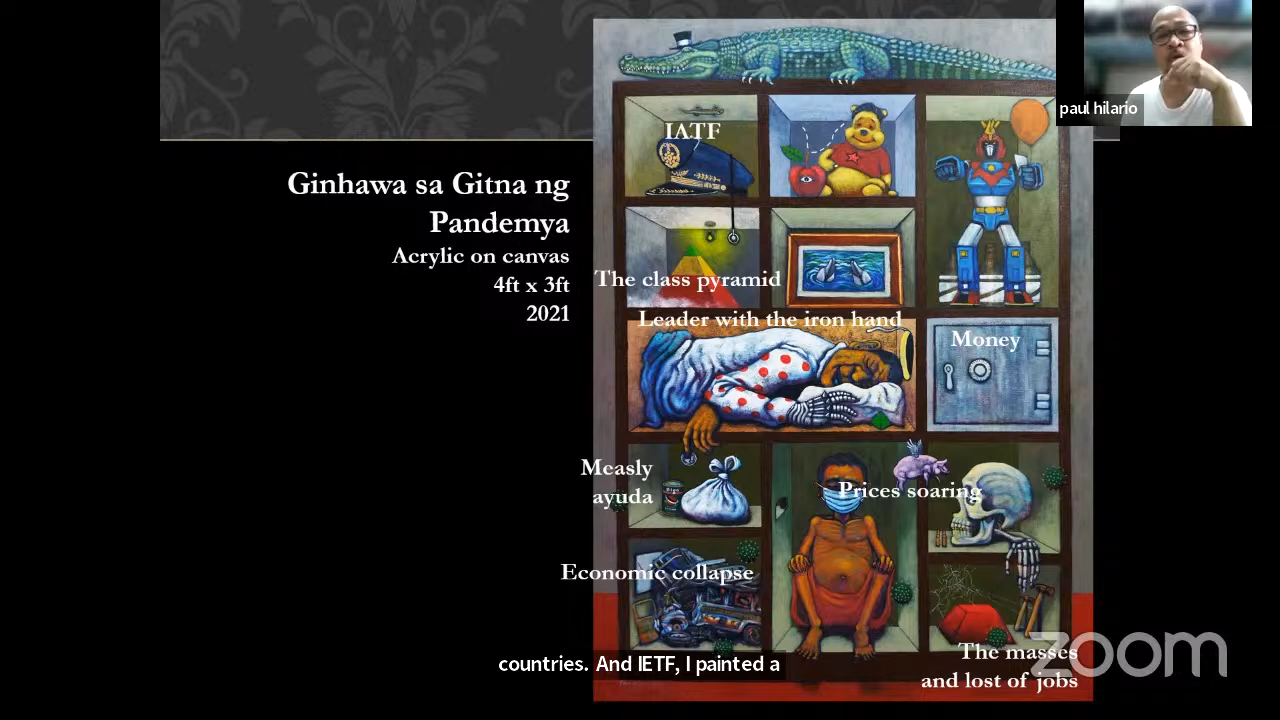 paul hilario
IATF
Ginhawa sa Gitna ng
Pandemya
Acrylic on canvas
4ft x 3ft
2021
The class pyramid
Leader with the iron hand
Money
Measly
ayuda
Prices soaring
Economic collapse
The masses
and lost of jobs
countries. And IETF, I painted a
zoom